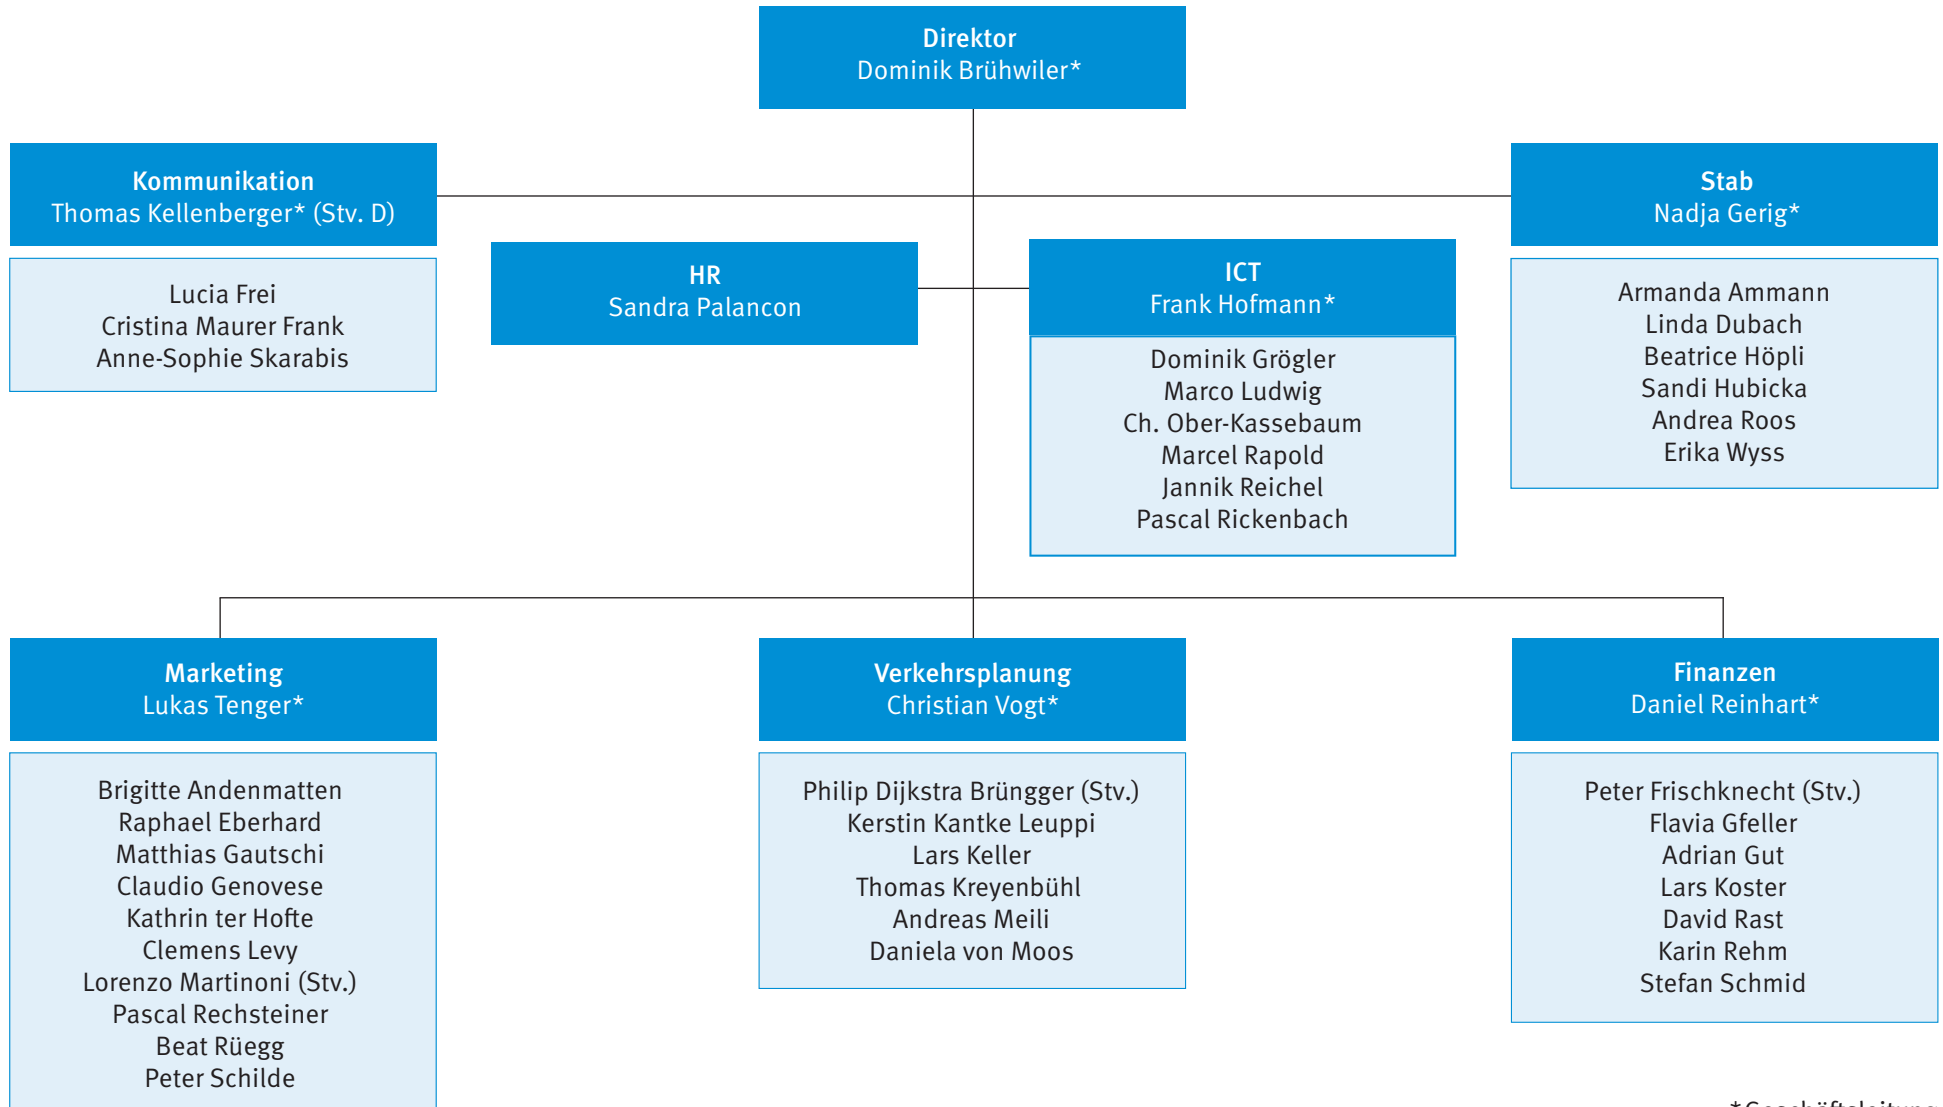 Direktor
Dominik Brühwiler*
Kommunikation
Thomas Kellenberger* (Stv. D)
Lucia Frei
Cristina Maurer Frank
Anne-Sophie Skarabis
HR
Sandra Palancon
ICT
Frank Hofmann*
Dominik Grögler
Marco Ludwig
Ch. Ober-Kassebaum
Marcel Rapold
Jannik Reichel
Pascal Rickenbach
Stab
Nadja Gerig*
Armanda Ammann
Linda Dubach
Beatrice Höpli
Sandi Hubicka
Andrea Roos
Erika Wyss
Marketing
Lukas Tenger*
Brigitte Andenmatten
Raphael Eberhard
Matthias Gautschi
Claudio Genovese
Kathrin ter Hofte
Clemens Levy
Lorenzo Martinoni (Stv.)
Pascal Rechsteiner
Beat Rüegg
Peter Schilde
Verkehrsplanung
Christian Vogt*
Philip Dijkstra Brüngger (Stv.)
Kerstin Kantke Leuppi
Lars Keller
Thomas Kreyenbühl
Andreas Meili
Daniela von Moos
Finanzen
Daniel Reinhart*
Peter Frischknecht (Stv.)
Flavia Gfeller
Adrian Gut
Lars Koster
David Rast
Karin Rehm
Stefan Schmid
*Geschäftsleitung